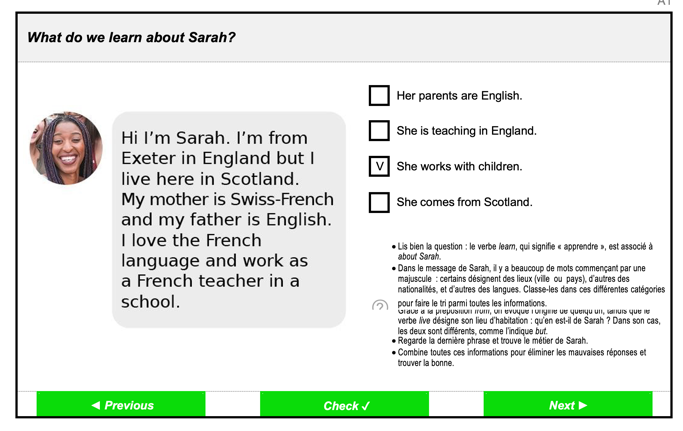 A1
What do we learn about Sarah?
Hi I'm Sarah. I'm from
Exeter in England but I
live here in Scotland.
My mother is Swiss-French
and my father is English.
I love the French
language and work as
a French teacher in a
school.
Her parents are English.
She is teaching in England.
V She works with children.
She comes from Scotland.
• Lis bien la question : le verbe learn, qui signifie « apprendre », est associé à
about Sarah.
• Dans le message de Sarah, il y a beaucoup de mots commençant par une
majuscule : certains désignent des lieux (ville ou pays), d'autres des
nationalités, et d'autres des langues. Classe-les dans ces différentes catégories
pour faire le tri parmi toutes les informations.
Grâce à la préposition from, on évoque l'origine de quelqu'un, tandis que le
verbe live désigne son lieu d'habitation : qu'en est-il de Sarah ? Dans son cas,
les deux sont différents, comme l'indique but.
• Regarde la dernière phrase et trouve le métier de Sarah.
• Combine toutes ces informations pour éliminer les mauvaises réponses et
trouver la bonne.
◄ Previous
Check ✓
Next ►